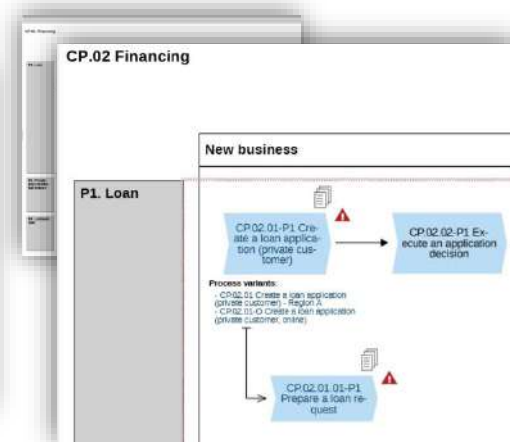 CP.02 Financing
New business
P1. Loan
CP.02.01-P1 Cre-
ate a loan applica-
tion (private cus-
tomer)
CP.02.02-P1 Ex-
ecute an application
decision
Process variants:
- CP.02.01 Create a loan application
(private customer) - Region A
- CP.02.01-O Create a loan application
(private customer, online)
CP.02.01.01-P1
Prepare a loan re-
quest